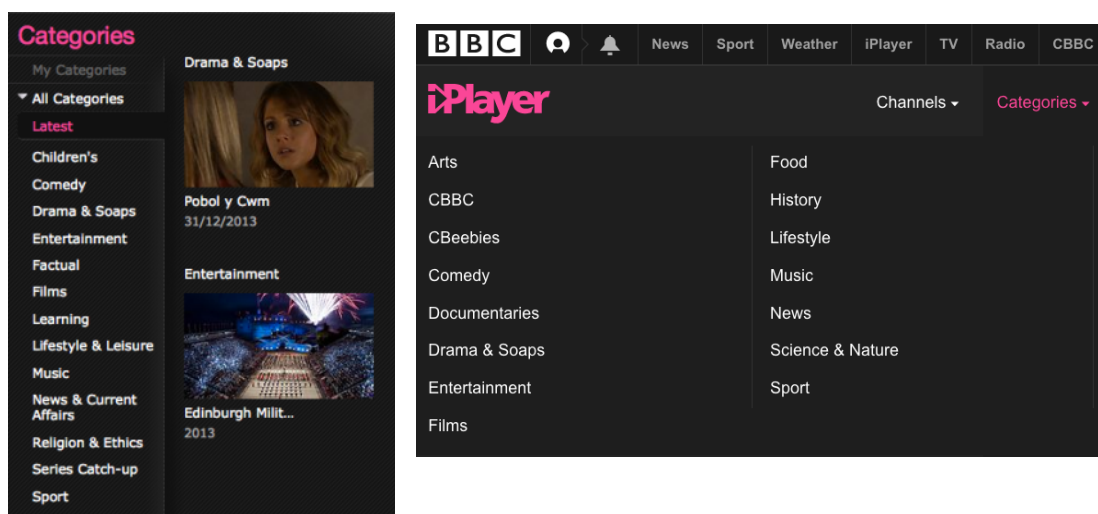 Categories
My Categories
All Categories
Latest
Children's
Comedy
Drama & Soaps
Entertainment
Factual
Films
Learning
Lifestyle & Leisure
Music
News & Current
Affairs
Religion & Ethics
Series Catch-up
Sport
Drama & Soaps
Pobol y Cwm
31/12/2013
Entertainment
Edinburgh Milit...
2013
BBC News Sport Weather iPlayer TV Radio CBBC
iPlayer Channels Categories
Arts
CBBC
CBeebies
Comedy
Documentaries
Drama & Soaps
Entertainment
Films
Food
History
Lifestyle
Music
News
Science & Nature
Sport